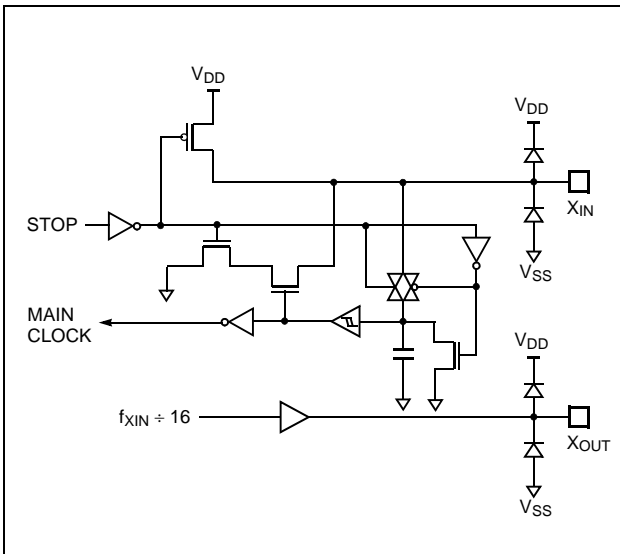 VDD
VDD
XIN
STOP
VSS
MAIN
CLOCK
VDD
fXIN ÷ 16
XOUT
VSS